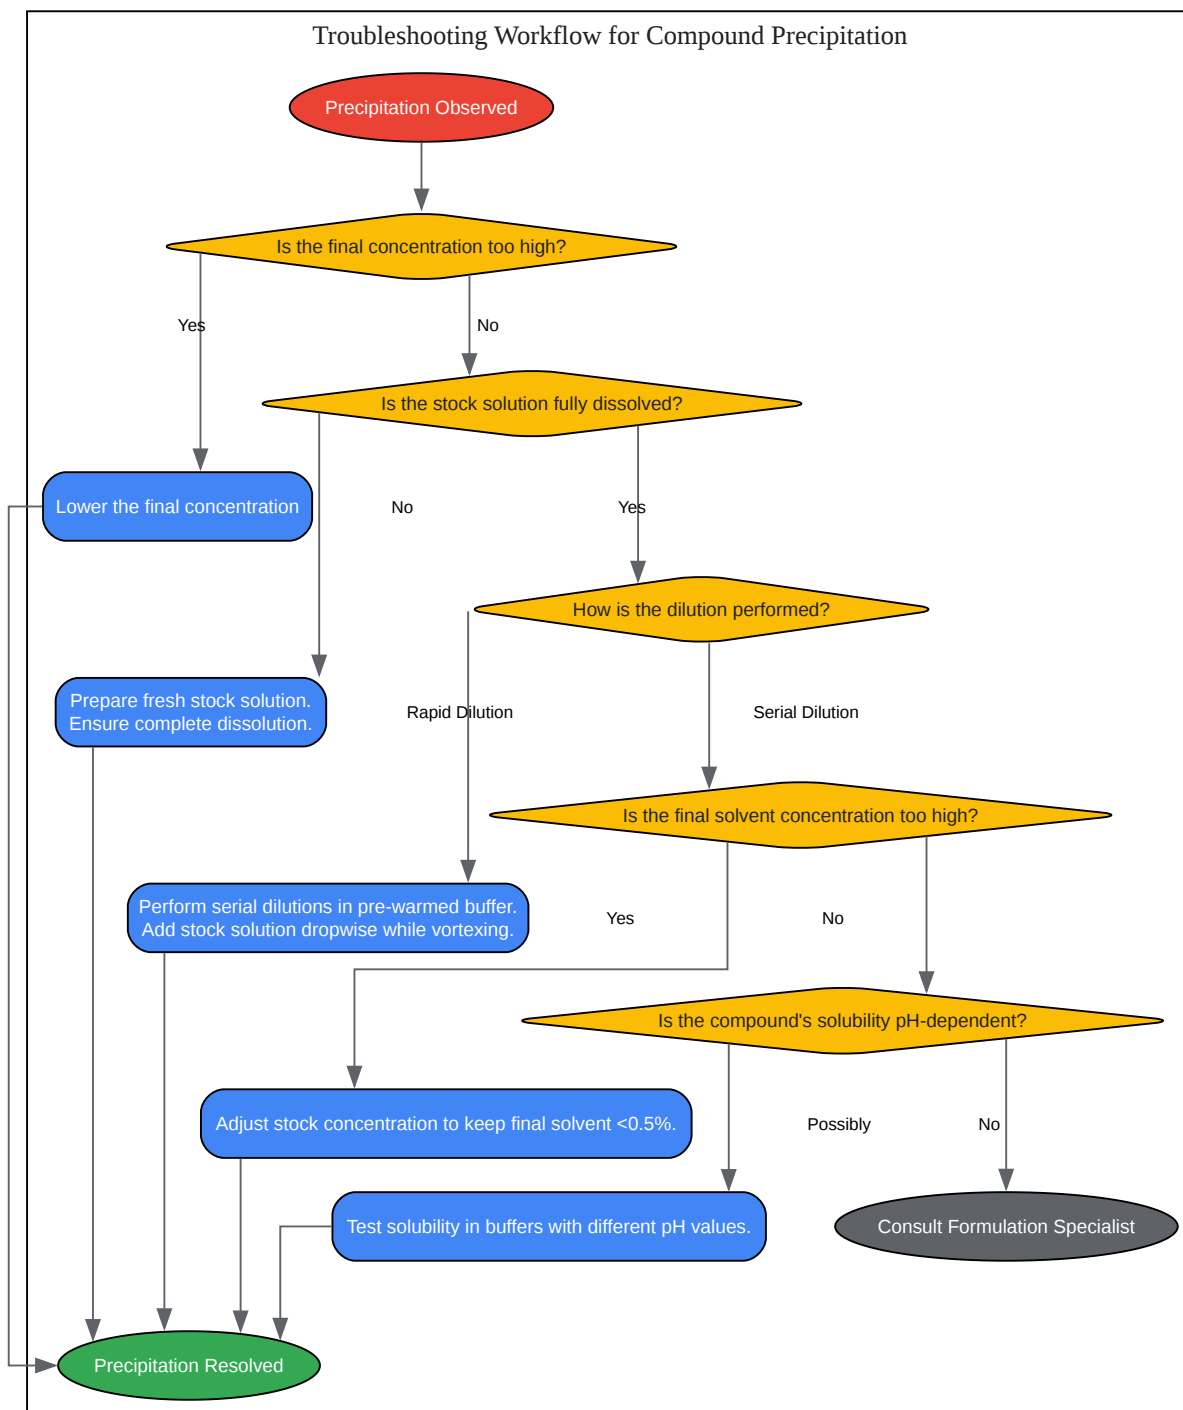 Troubleshooting Workflow for Compound Precipitation
Precipitation Observed
Is the final concentration too high?
Yes
No
Is the stock solution fully dissolved?
Lower the final concentration
No
Yes
How is the dilution performed?
Prepare fresh stock solution.
Ensure complete dissolution.
Rapid Dilution
Serial Dilution
Is the final solvent concentration too high?
Perform serial dilutions in pre-warmed buffer.
Add stock solution dropwise while vortexing.
Yes
No
Is the compound's solubility pH-dependent?
Adjust stock concentration to keep final solvent <0.5%.
Possibly
No
Test solubility in buffers with different pH values.
Consult Formulation Specialist
Precipitation Resolved